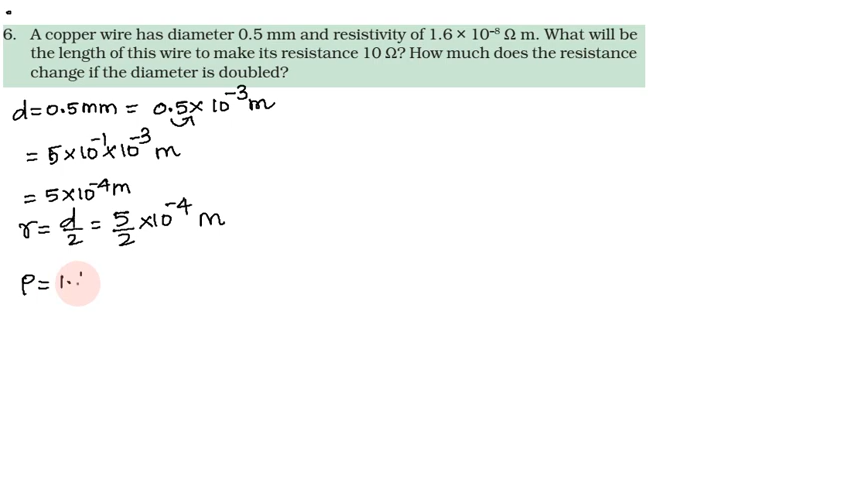 6. A copper wire has diameter 0.5 mm and resistivity of 1.6 × 10⁻⁸ Ω m. What will be
the length of this wire to make its resistance 10 Ω? How much does the resistance
change if the diameter is doubled?
d=0.5mm = 0.5×10⁻³m
= 5×10⁻¹×10⁻³ m
= 5×10⁻⁴m
r= d/2 = 5/2 ×10⁻⁴ m
ρ= 1.